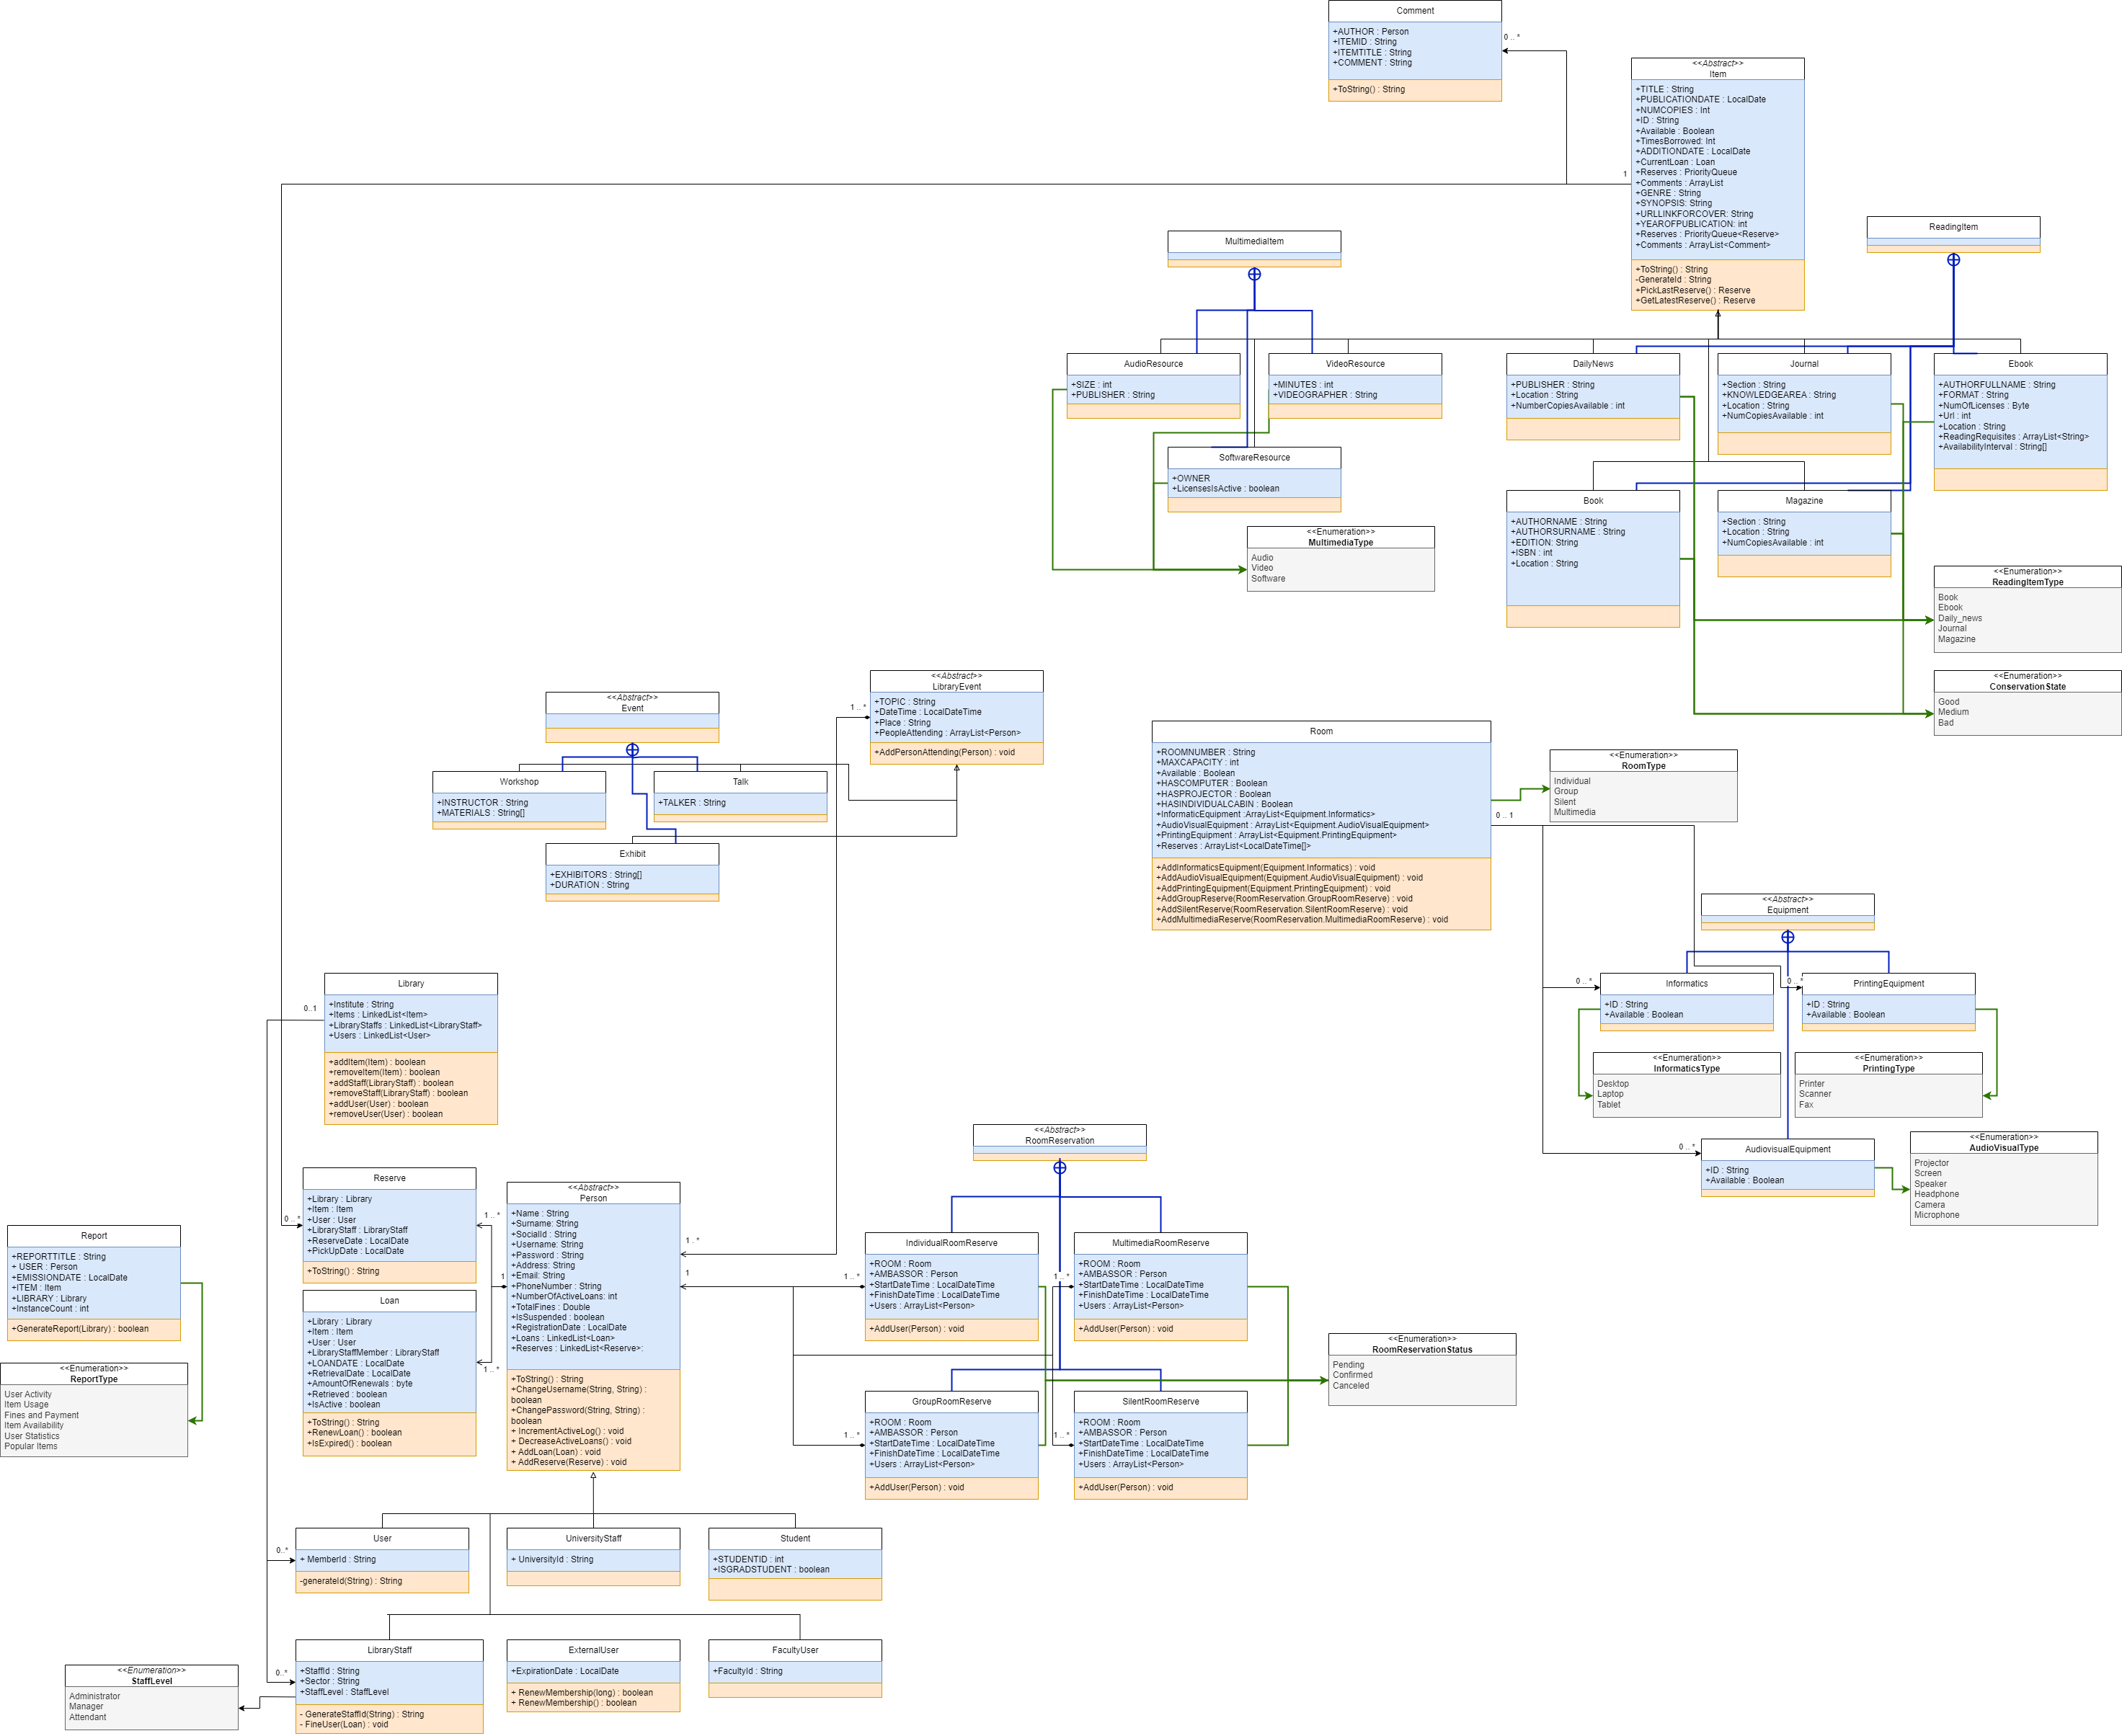 Comment
+AUTHOR : Person
+ITEMID : String
+ITEMTITLE : String
+COMMENT : String
+ToString() : String
0 .. *
<<Abstract>>
Item
+TITLE : String
+PUBLICATIONDATE : LocalDate
+NUMCOPIES : Int
+ID : String
+Available : Boolean
+TimesBorrowed: Int
+ADDITIONDATE : LocalDate
+CurrentLoan : Loan
+Reserves : PriorityQueue
+Comments : ArrayList
+GENRE : String
+SYNOPSIS: String
+URLLINKFORCOVER: String
+YEAROFPUBLICATION: int
+Reserves : PriorityQueue<Reserve>
+Comments : ArrayList<Comment>
+ToString() : String
-GenerateId : String
+PickLastReserve() : Reserve
+GetLatestReserve() : Reserve
1
MultimediaItem
ReadingItem
AudioResource
+SIZE : int
+PUBLISHER : String
VideoResource
+MINUTES : int
+VIDEOGRAPHER : String
DailyNews
+PUBLISHER : String
+Location : String
+NumberCopiesAvailable : int
Journal
+Section : String
+KNOWLEDGEAREA : String
+Location : String
+NumCopiesAvailable : int
Ebook
+AUTHORFULLNAME : String
+FORMAT : String
+NumOfLicenses : Byte
+Url : int
+Location : String
+ReadingRequisites : ArrayList<String>
+AvailabilityInterval : String[]
SoftwareResource
+OWNER
+LicensesIsActive : boolean
Book
+AUTHORNAME : String
+AUTHORSURNAME : String
+EDITION: String
+ISBN : int
+Location : String
Magazine
+Section : String
+Location : String
+NumCopiesAvailable : int
<<Enumeration>>
MultimediaType
Audio
Video
Software
<<Enumeration>>
ReadingItemType
Book
Ebook
Daily_news
Journal
Magazine
<<Enumeration>>
ConservationState
Good
Medium
Bad
<<Abstract>>
LibraryEvent
+TOPIC : String
+DateTime : LocalDateTime
+Place : String
+PeopleAttending : ArrayList<Person>
+AddPersonAttending(Person) : void
1 .. *
<<Abstract>>
Event
Workshop
+INSTRUCTOR : String
+MATERIALS : String[]
Talk
+TALKER : String
Exhibit
+EXHIBITORS : String[]
+DURATION : String
Room
+ROOMNUMBER : String
+MAXCAPACITY : int
+Available : Boolean
+HASCOMPUTER : Boolean
+HASPROJECTOR : Boolean
+HASINDIVIDUALCABIN : Boolean
+InformaticEquipment :ArrayList<Equipment.Informatics>
+AudioVisualEquipment : ArrayList<Equipment.AudioVisualEquipment>
+PrintingEquipment : ArrayList<Equipment.PrintingEquipment>
+Reserves : ArrayList<LocalDateTime[]>
+AddInformaticsEquipment(Equipment.Informatics) : void
+AddAudioVisualEquipment(Equipment.AudioVisualEquipment) : void
+AddPrintingEquipment(Equipment.PrintingEquipment) : void
+AddGroupReserve(RoomReservation.GroupRoomReserve) : void
+AddSilentReserve(RoomReservation.SilentRoomReserve) : void
+AddMultimediaReserve(RoomReservation.MultimediaRoomReserve) : void
<<Enumeration>>
RoomType
Individual
Group
Silent
Multimedia
0 .. 1
<<Abstract>>
Equipment
0 .. *
Informatics
+ID : String
+Available : Boolean
0 .. *
PrintingEquipment
+ID : String
+Available : Boolean
<<Enumeration>>
InformaticsType
Desktop
Laptop
Tablet
<<Enumeration>>
PrintingType
Printer
Scanner
Fax
0 .. *
AudiovisualEquipment
+ID : String
+Available : Boolean
<<Enumeration>>
AudioVisualType
Projector
Screen
Speaker
Headphone
Camera
Microphone
Library
+Institute : String
+Items : LinkedList<Item>
+LibraryStaffs : LinkedList<LibraryStaff>
+Users : LinkedList<User>
+addItem(Item) : boolean
+removeItem(Item) : boolean
+addStaff(LibraryStaff) : boolean
+removeStaff(LibraryStaff) : boolean
+addUser(User) : boolean
+removeUser(User) : boolean
0..1
Reserve
+Library : Library
+Item : Item
+User : User
+LibraryStaff : LibraryStaff
+ReserveDate : LocalDate
+PickUpDate : LocalDate
+ToString() : String
0 .. *
1 .. *
Loan
+Library : Library
+Item : Item
+User : User
+LibraryStaffMember : LibraryStaff
+LOANDATE : LocalDate
+RetrievalDate : LocalDate
+AmountOfRenewals : byte
+Retrieved : boolean
+IsActive : boolean
+ToString() : String
+RenewLoan() : boolean
+IsExpired() : boolean
1 .. *
<<Abstract>>
Person
+Name : String
+Surname: String
+SocialId : String
+Username: String
+Password : String
+Address: String
+Email: String
+PhoneNumber : String
+NumberOfActiveLoans: int
+TotalFines : Double
+IsSuspended : boolean
+RegistrationDate : LocalDate
+Loans : LinkedList<Loan>
+Reserves : LinkedList<Reserve>:
+ToString() : String
+ChangeUsername(String, String) :
boolean
+ChangePassword(String, String) :
boolean
+ IncrementActiveLog() : void
+ DecreaseActiveLoans() : void
+ AddLoan(Loan) : void
+ AddReserve(Reserve) : void
1
1 . *
1
Report
+REPORTTITLE : String
+ USER : Person
+EMISSIONDATE : LocalDate
+ITEM : Item
+LIBRARY : Library
+InstanceCount : int
+GenerateReport(Library) : boolean
<<Enumeration>>
ReportType
User Activity
Item Usage
Fines and Payment
Item Availability
User Statistics
Popular Items
<<Abstract>>
RoomReservation
IndividualRoomReserve
+ROOM : Room
+AMBASSOR : Person
+StartDateTime : LocalDateTime
+FinishDateTime : LocalDateTime
+Users : ArrayList<Person>
+AddUser(Person) : void
1 .. *
MultimediaRoomReserve
+ROOM : Room
+AMBASSOR : Person
+StartDateTime : LocalDateTime
+FinishDateTime : LocalDateTime
+Users : ArrayList<Person>
+AddUser(Person) : void
1 .. *
GroupRoomReserve
+ROOM : Room
+AMBASSOR : Person
+StartDateTime : LocalDateTime
+FinishDateTime : LocalDateTime
+Users : ArrayList<Person>
+AddUser(Person) : void
1 .. *
SilentRoomReserve
+ROOM : Room
+AMBASSOR : Person
+StartDateTime : LocalDateTime
+FinishDateTime : LocalDateTime
+Users : ArrayList<Person>
+AddUser(Person) : void
1 .. *
<<Enumeration>>
RoomReservationStatus
Pending
Confirmed
Canceled
User
+ MemberId : String
-generateId(String) : String
0..*
UniversityStaff
+ UniversityId : String
Student
+STUDENTID : int
+ISGRADSTUDENT : boolean
LibraryStaff
+StaffId : String
+Sector : String
+StaffLevel : StaffLevel
- GenerateStaffId(String) : String
- FineUser(Loan) : void
0..*
ExternalUser
+ExpirationDate : LocalDate
+ RenewMembership(long) : boolean
+ RenewMembership() : boolean
FacultyUser
+FacultyId : String
<<Enumeration>>
StaffLevel
Administrator
Manager
Attendant